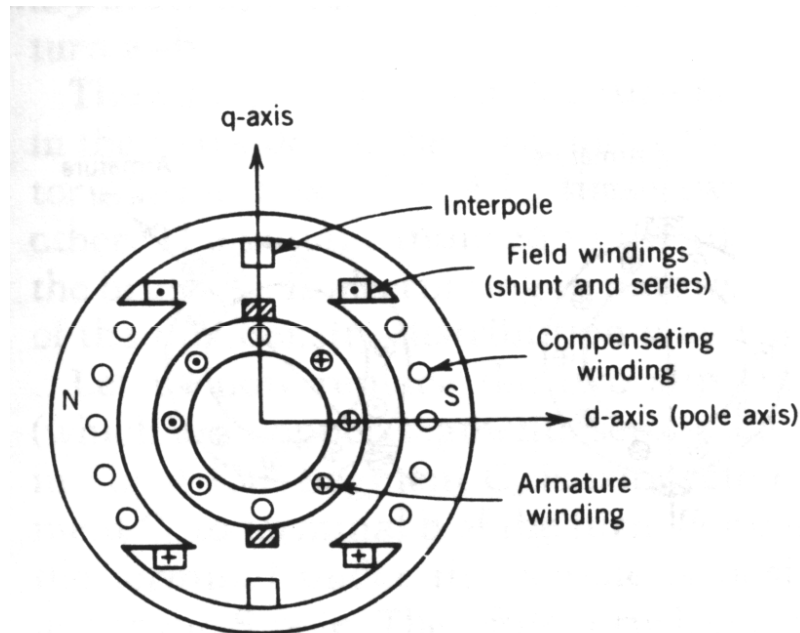 q-axis
Interpole
Field windings
(shunt and series)
Compensating
winding
N
S
d-axis (pole axis)
Armature
winding